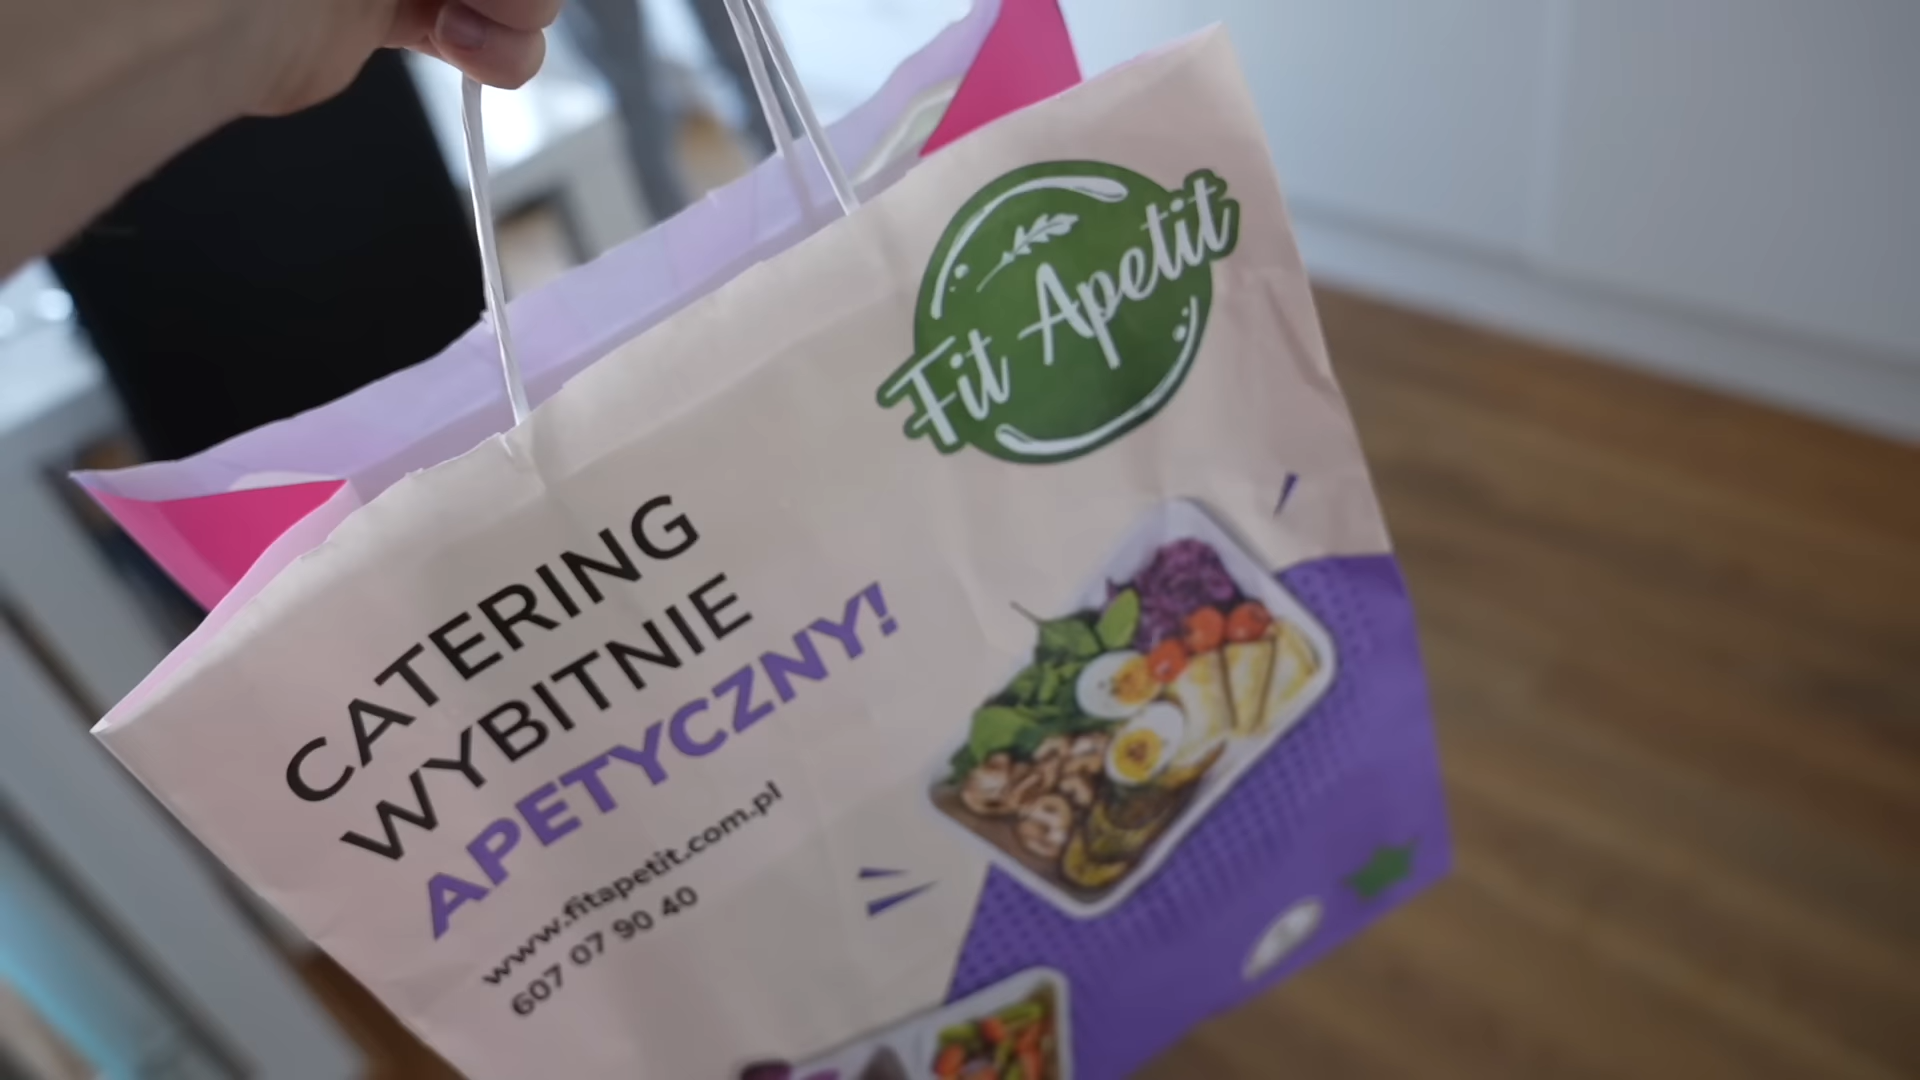 Fit Apetit
CATERING
WYBITNIE
APETYCZNY!
www.fitapetit.com.pl
607 07 90 40